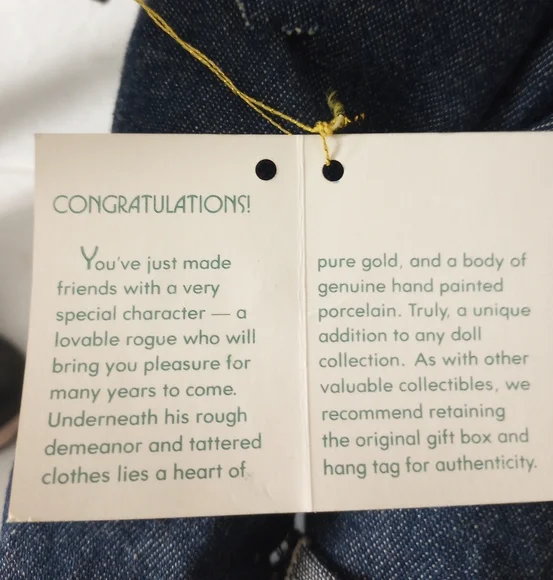 CONGRATULATIONS!
You've just made
friends with a very
special character — a
lovable rogue who will
bring you pleasure for
many years to come.
Underneath his rough
demeanor and tattered
clothes lies a heart of
pure gold, and a body of
genuine hand painted
porcelain. Truly, a unique
addition to any doll
collection. As with other
valuable collectibles, we
recommend retaining
the original gift box and
hang tag for authenticity.